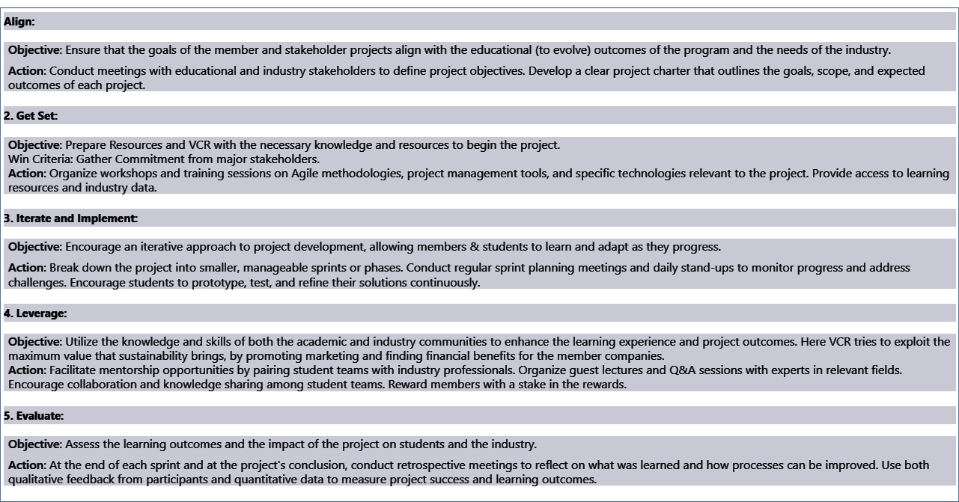 Align:
Objective: Ensure that the goals of the member and stakeholder projects align with the educational (to evolve) outcomes of the program and the needs of the industry.
Action: Conduct meetings with educational and industry stakeholders to define project objectives. Develop a clear project charter that outlines the goals, scope, and expected
outcomes of each project.
2. Get Set:
Objective: Prepare Resources and VCR with the necessary knowledge and resources to begin the project.
Win Criteria: Gather Commitment from major stakeholders.
Action: Organize workshops and training sessions on Agile methodologies, project management tools, and specific technologies relevant to the project. Provide access to learning
resources and industry data.
3. Iterate and Implement:
Objective: Encourage an iterative approach to project development, allowing members & students to learn and adapt as they progress.
Action: Break down the project into smaller, manageable sprints or phases. Conduct regular sprint planning meetings and daily stand-ups to monitor progress and address
challenges. Encourage students to prototype, test, and refine their solutions continuously.
4. Leverage:
Objective: Utilize the knowledge and skills of both the academic and industry communities to enhance the learning experience and project outcomes. Here VCR tries to exploit the
maximum value that sustainability brings, by promoting marketing and finding financial benefits for the member companies.
Action: Facilitate mentorship opportunities by pairing student teams with industry professionals. Organize guest lectures and Q&A sessions with experts in relevant fields.
Encourage collaboration and knowledge sharing among student teams. Reward members with a stake in the rewards.
5. Evaluate:
Objective: Assess the learning outcomes and the impact of the project on students and the industry.
Action: At the end of each sprint and at the project's conclusion, conduct retrospective meetings to reflect on what was learned and how processes can be improved. Use both
qualitative feedback from participants and quantitative data to measure project success and learning outcomes.